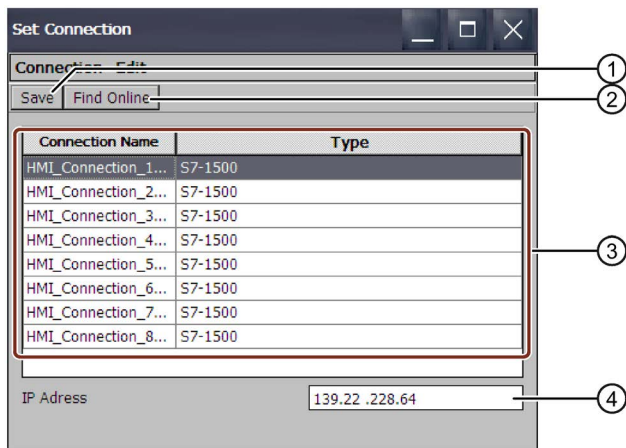 Set Connection
Connection Edit
1
Save Find Online
2
Connection Name Type
HMI_Connection_1... S7-1500
HMI_Connection_2... S7-1500
HMI_Connection_3... S7-1500
HMI_Connection_4... S7-1500
HMI_Connection_5... S7-1500
3
HMI_Connection_6... S7-1500
HMI_Connection_7... S7-1500
HMI_Connection_8... S7-1500
IP Adress 139.22 .228.64
4